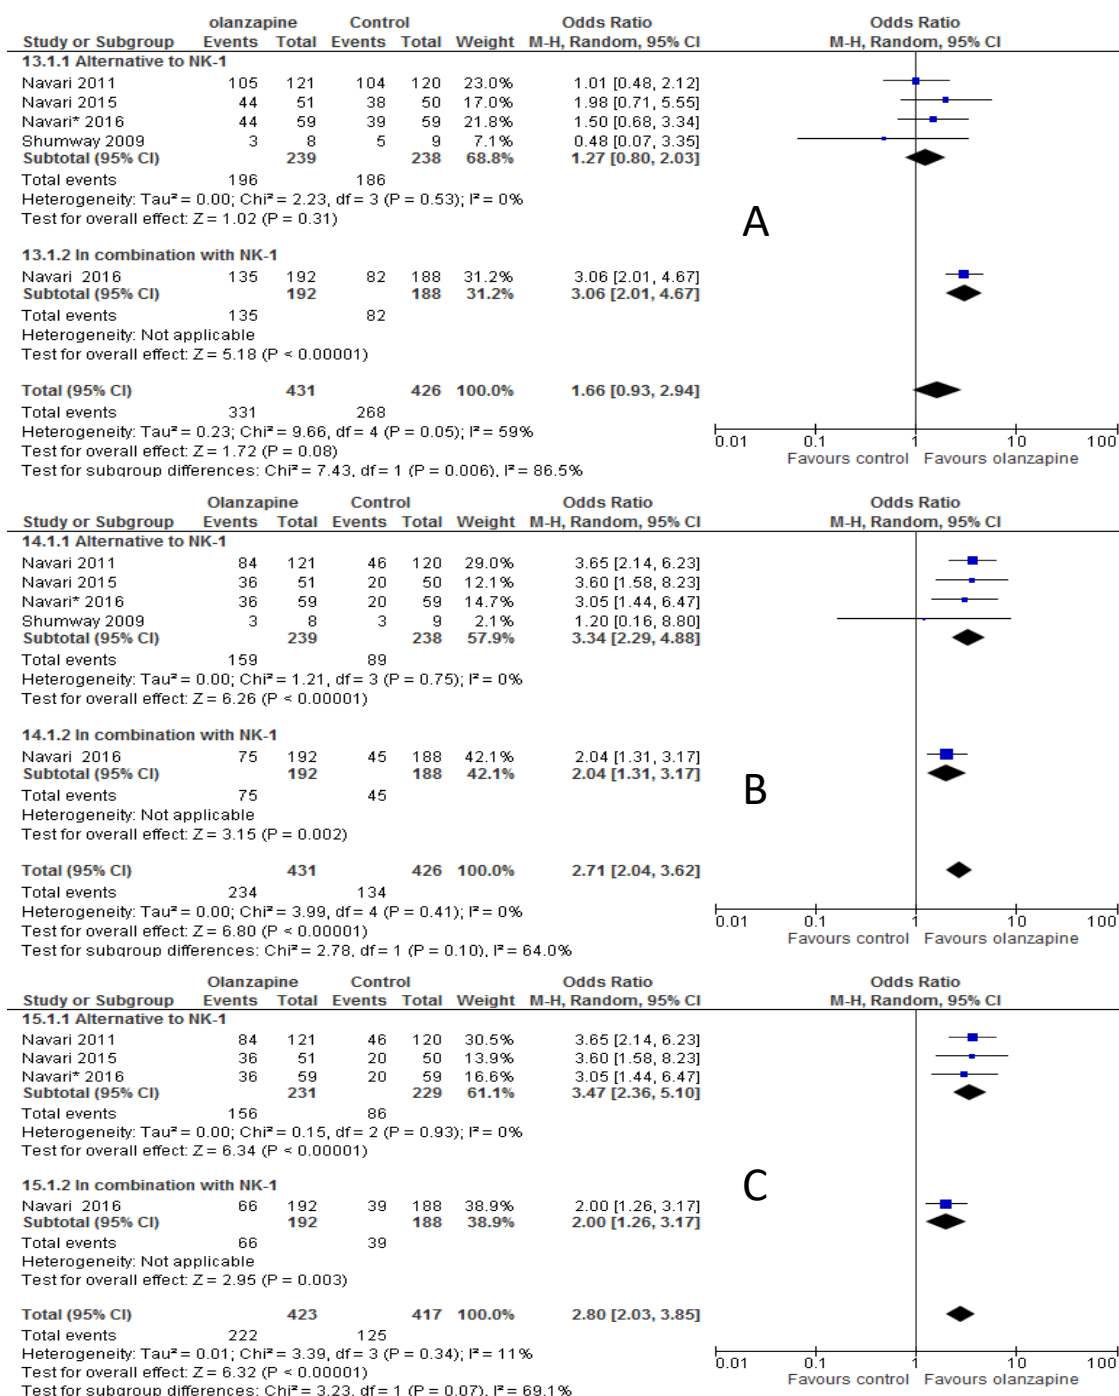 olanzapine Control Odds Ratio Odds Ratio
Study or Subgroup Events Total Events Total Weight M-H, Random, 95% CI M-H, Random, 95% CI
13.1.1 Alternative to NK-1
Navari 2011 105 121 104 120 23.0% 1.01 [0.48, 2.12]
Navari 2015 44 51 38 50 17.0% 1.98 [0.71, 5.55]
Navari* 2016 44 59 39 59 21.8% 1.50 [0.68, 3.34]
Shumway 2009 3 8 5 9 7.1% 0.48 [0.07, 3.35]
Subtotal (95% CI) 239 238 68.8% 1.27 [0.80, 2.03]
Total events 196 186
Heterogeneity: Tau² = 0.00; Chi² = 2.23, df = 3 (P = 0.53); I² = 0%
Test for overall effect: Z = 1.02 (P = 0.31)
A
13.1.2 In combination with NK-1
Navari 2016 135 192 82 188 31.2% 3.06 [2.01, 4.67]
Subtotal (95% CI) 192 188 31.2% 3.06 [2.01, 4.67]
Total events 135 82
Heterogeneity: Not applicable
Test for overall effect: Z = 5.18 (P < 0.00001)
Total (95% CI) 431 426 100.0% 1.66 [0.93, 2.94]
Total events 331 268
Heterogeneity: Tau² = 0.23; Chi² = 9.66, df = 4 (P = 0.05); I² = 59%
Test for overall effect: Z = 1.72 (P = 0.08)
Test for subgroup differences: Chi² = 7.43, df = 1 (P = 0.006), I² = 86.5%
0.01 0.1 1 10 100
Favours control Favours olanzapine
Olanzapine Control Odds Ratio Odds Ratio
Study or Subgroup Events Total Events Total Weight M-H, Random, 95% CI M-H, Random, 95% CI
14.1.1 Alternative to NK-1
Navari 2011 84 121 46 120 29.0% 3.65 [2.14, 6.23]
Navari 2015 36 51 20 50 12.1% 3.60 [1.58, 8.23]
Navari* 2016 36 59 20 59 14.7% 3.05 [1.44, 6.47]
Shumway 2009 3 8 3 9 2.1% 1.20 [0.16, 8.80]
Subtotal (95% CI) 239 238 57.9% 3.34 [2.29, 4.88]
Total events 159 89
Heterogeneity: Tau² = 0.00; Chi² = 1.21, df = 3 (P = 0.75); I² = 0%
Test for overall effect: Z = 6.26 (P < 0.00001)
14.1.2 In combination with NK-1
Navari 2016 75 192 45 188 42.1% 2.04 [1.31, 3.17]
Subtotal (95% CI) 192 188 42.1% 2.04 [1.31, 3.17]
B
Total events 75 45
Heterogeneity: Not applicable
Test for overall effect: Z = 3.15 (P = 0.002)
Total (95% CI) 431 426 100.0% 2.71 [2.04, 3.62]
Total events 234 134
Heterogeneity: Tau² = 0.00; Chi² = 3.99, df = 4 (P = 0.41); I² = 0%
Test for overall effect: Z = 6.80 (P < 0.00001)
Test for subgroup differences: Chi² = 2.78, df = 1 (P = 0.10), I² = 64.0%
0.01 0.1 1 10 100
Favours control Favours olanzapine
Olanzapine Control Odds Ratio Odds Ratio
Study or Subgroup Events Total Events Total Weight M-H, Random, 95% CI M-H, Random, 95% CI
15.1.1 Alternative to NK-1
Navari 2011 84 121 46 120 30.5% 3.65 [2.14, 6.23]
Navari 2015 36 51 20 50 13.9% 3.60 [1.58, 8.23]
Navari* 2016 36 59 20 59 16.6% 3.05 [1.44, 6.47]
Subtotal (95% CI) 231 229 61.1% 3.47 [2.36, 5.10]
Total events 156 86
Heterogeneity: Tau² = 0.00; Chi² = 0.15, df = 2 (P = 0.93); I² = 0%
Test for overall effect: Z = 6.34 (P < 0.00001)
15.1.2 In combination with NK-1
C
Navari 2016 66 192 39 188 38.9% 2.00 [1.26, 3.17]
Subtotal (95% CI) 192 188 38.9% 2.00 [1.26, 3.17]
Total events 66 39
Heterogeneity: Not applicable
Test for overall effect: Z = 2.95 (P = 0.003)
Total (95% CI) 423 417 100.0% 2.80 [2.03, 3.85]
Total events 222 125
Heterogeneity: Tau² = 0.01; Chi² = 3.39, df = 3 (P = 0.34); I² = 11%
Test for overall effect: Z = 6.32 (P < 0.00001)
Test for subgroup differences: Chi² = 3.23, df = 1 (P = 0.07), I² = 69.1%
0.01 0.1 1 10 100
Favours control Favours olanzapine